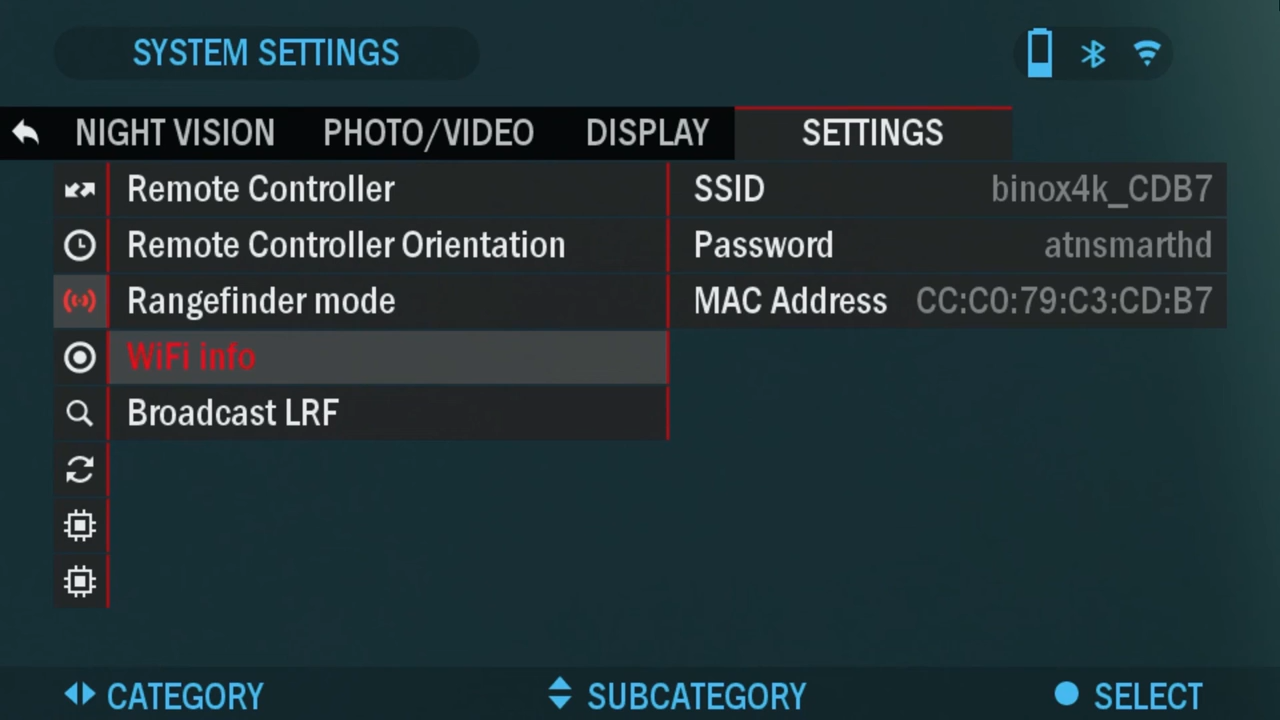 SYSTEM SETTINGS
NIGHT VISION PHOTO/VIDEO DISPLAY SETTINGS
Remote Controller SSID binox4k_CDB7
Remote Controller Orientation Password atnsmarthd
Rangefinder mode MAC Address CC:C0:79:C3:CD:B7
WiFi info
Broadcast LRF
CATEGORY SUBCATEGORY SELECT